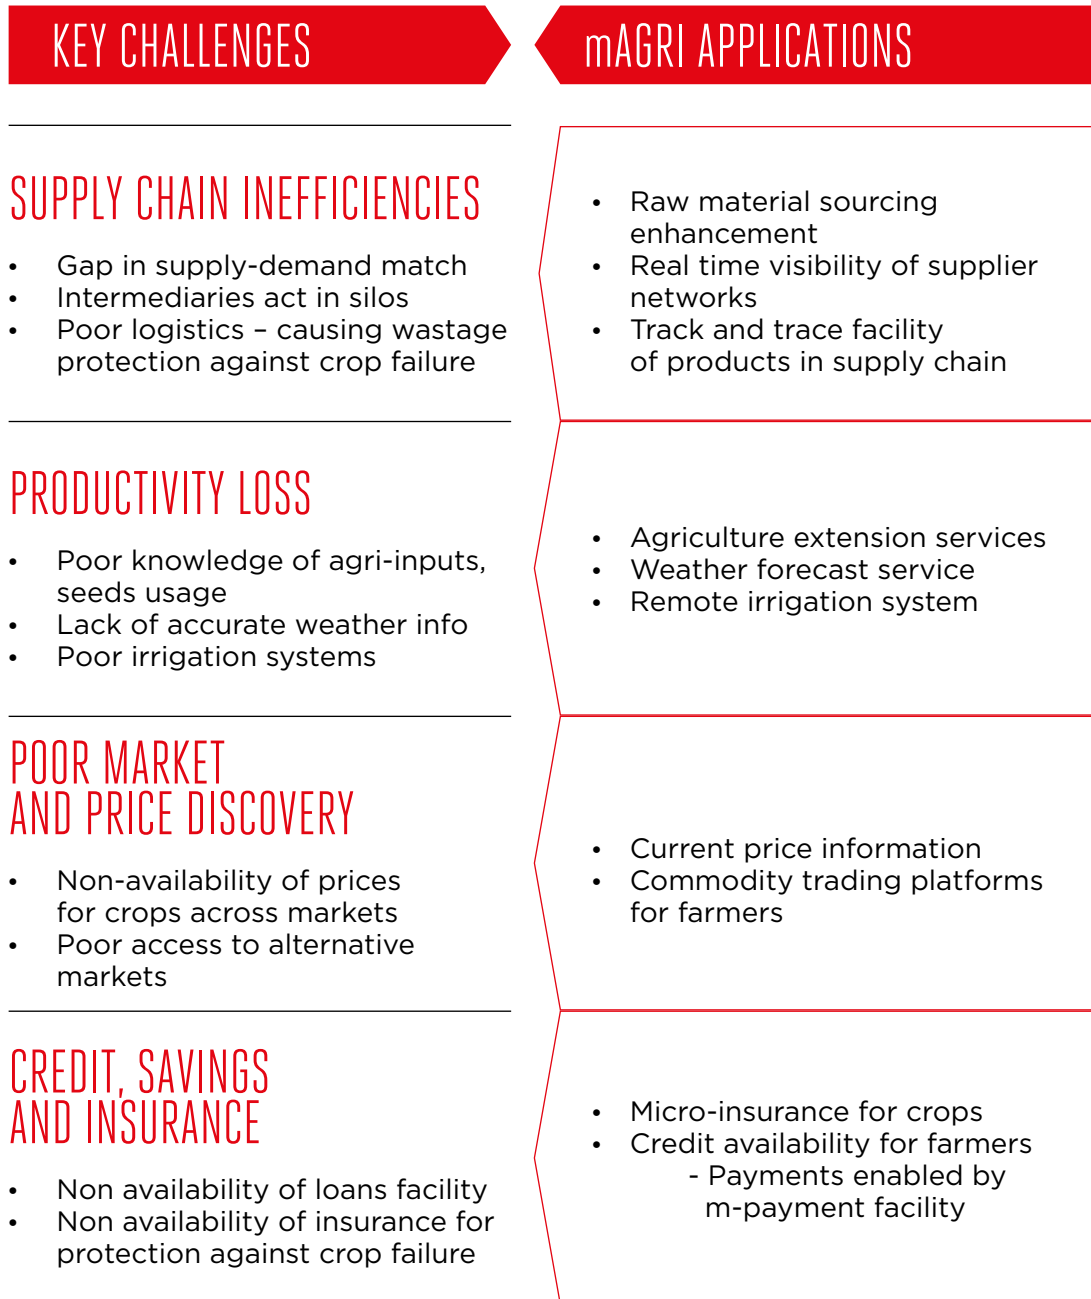 KEY CHALLENGES
mAGRI APPLICATIONS
SUPPLY CHAIN INEFFICIENCIES
• Gap in supply-demand match
• Intermediaries act in silos
• Poor logistics – causing wastage
protection against crop failure
• Raw material sourcing
enhancement
• Real time visibility of supplier
networks
• Track and trace facility
of products in supply chain
PRODUCTIVITY LOSS
• Poor knowledge of agri-inputs,
seeds usage
• Lack of accurate weather info
• Poor irrigation systems
• Agriculture extension services
• Weather forecast service
• Remote irrigation system
POOR MARKET
AND PRICE DISCOVERY
• Non-availability of prices
for crops across markets
• Poor access to alternative
markets
• Current price information
• Commodity trading platforms
for farmers
CREDIT, SAVINGS
AND INSURANCE
• Non availability of loans facility
• Non availability of insurance for
protection against crop failure
• Micro-insurance for crops
• Credit availability for farmers
- Payments enabled by
m-payment facility